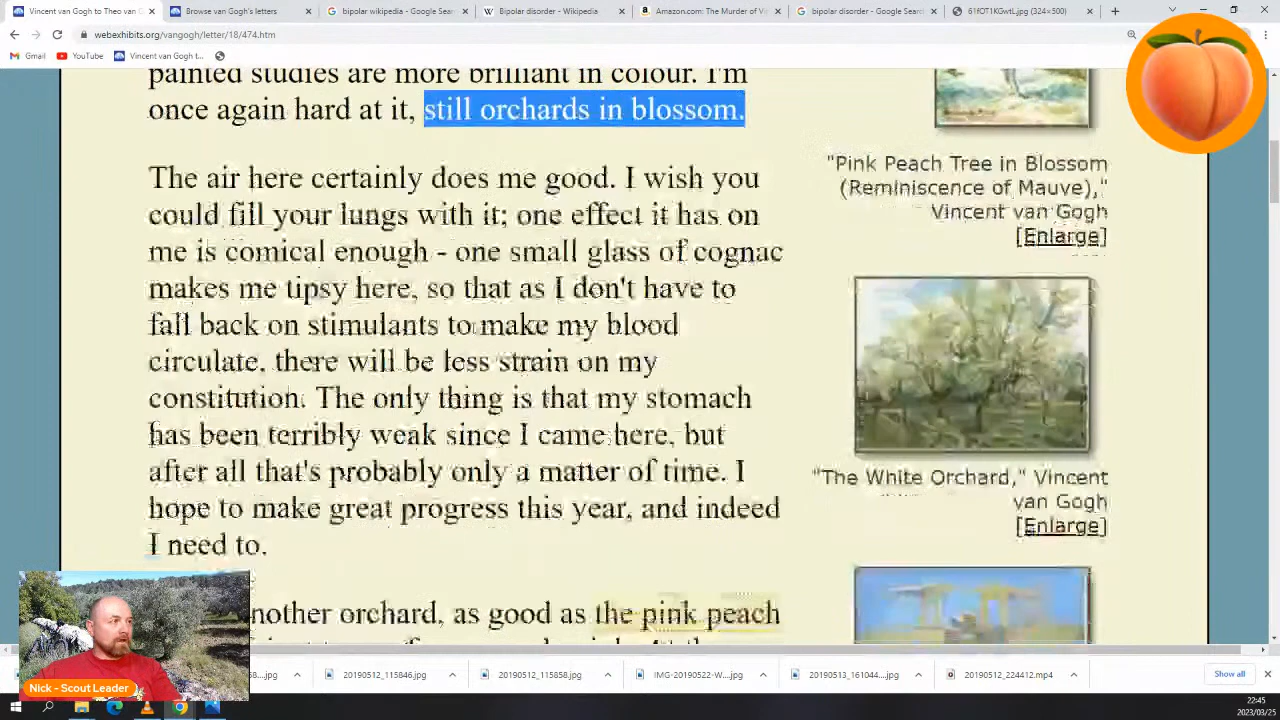 Vincent van Gogh to Theo van G
Browse van Gogh's letters
bipolar wikipedia - Google Sear
Bipolar disorder - Wikipedia
Amazon.com: The Murder of Vi
bipolar disorder - Google Searc
61fOT1KGwtL.jpg (324×500)
webexhibits.org/vangogh/letter/18/474.htm
Gmail
YouTube
Vincent van Gogh t...
painted studies are more brilliant in colour. I'm
once again hard at it, still orchards in blossom.
The air here certainly does me good. I wish you
could fill your lungs with it; one effect it has on
me is comical enough - one small glass of cognac
makes me tipsy here, so that as I don't have to
fall back on stimulants to make my blood
circulate, there will be less strain on my
constitution. The only thing is that my stomach
has been terribly weak since I came here, but
after all that's probably only a matter of time. I
hope to make great progress this year, and indeed
I need to.
nother orchard, as good as the pink peach
"Pink Peach Tree in Blossom
(Reminiscence of Mauve),"
Vincent van Gogh
[Enlarge]
"The White Orchard," Vincent
van Gogh
[Enlarge]
Nick - Scout Leader
8....jpg
20190512_115846.jpg
20190512_115858.jpg
IMG-20190522-W....jpg
20190513_161044....jpg
20190512_224412.mp4
Show all
22:45
2023/03/25